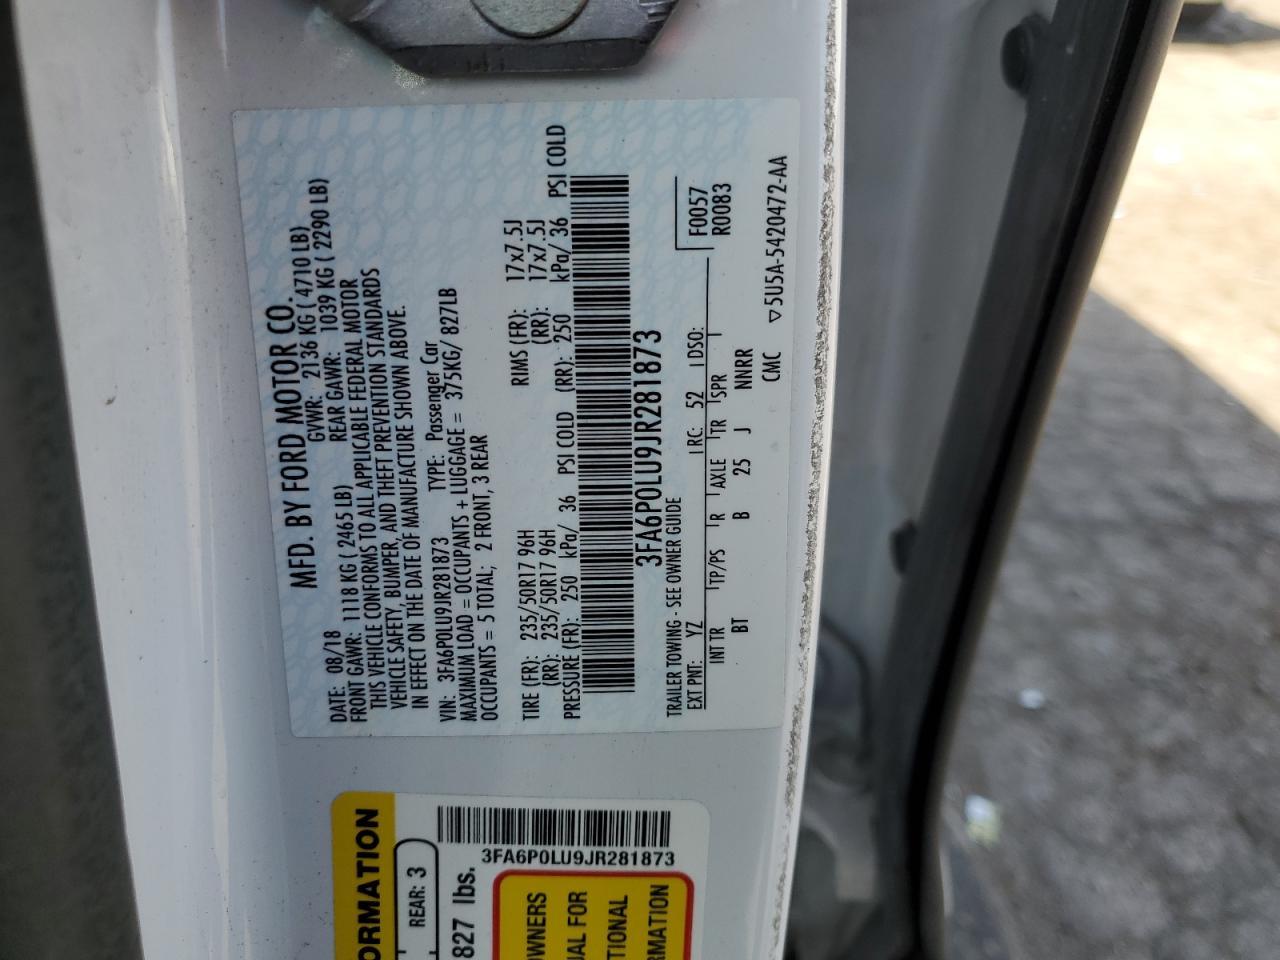 MFD. BY FORD MOTOR CO.
DATE: 08/18 GVWR: 2136 KG ( 4710 LB)
FRONT GAWR: 1118 KG ( 2465 LB) REAR GAWR: 1039 KG ( 2290 LB)
THIS VEHICLE CONFORMS TO ALL APPLICABLE FEDERAL MOTOR
VEHICLE SAFETY, BUMPER, AND THEFT PREVENTION STANDARDS
IN EFFECT ON THE DATE OF MANUFACTURE SHOWN ABOVE.
VIN: 3FA6P0LU9JR281873 TYPE: Passenger Car
MAXIMUM LOAD = OCCUPANTS + LUGGAGE = 375KG/ 827LB
OCCUPANTS = 5 TOTAL; 2 FRONT, 3 REAR
TIRE (FR): 235/50R17 96H RIMS (FR): 17x7.5J
(RR): 235/50R17 96H (RR): 17x7.5J
PRESSURE (FR): 250 kPa/ 36 PSI COLD (RR): 250 kPa/ 36 PSI COLD
3FA6P0LU9JR281873
TRAILER TOWING - SEE OWNER GUIDE
F0057
R0083
EXT PNT: YZ RC: 52 DSO:
INT TR TP/PS R AXLE TR SPR
BT B 25 J NNRR
CMC ▽5U5A-5420472-AA
ORMATION
REAR: 3
827 lbs.
3FA6P0LU9JR281873
OWNERS
UAL FOR
TIONAL
RMATION